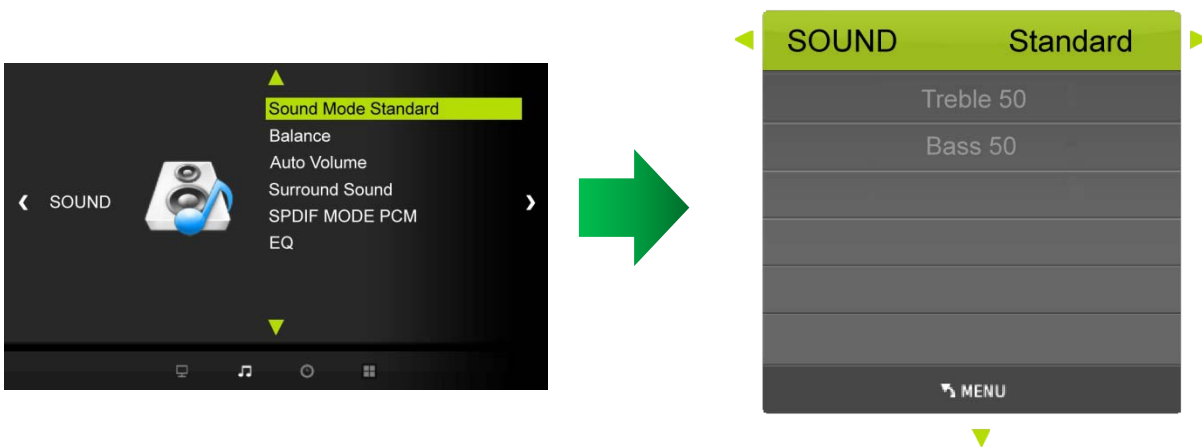 Sound Mode Standard
Balance
Auto Volume
Surround Sound
SPDIF MODE PCM
EQ
SOUND
SOUND Standard
Treble 50
Bass 50
MENU